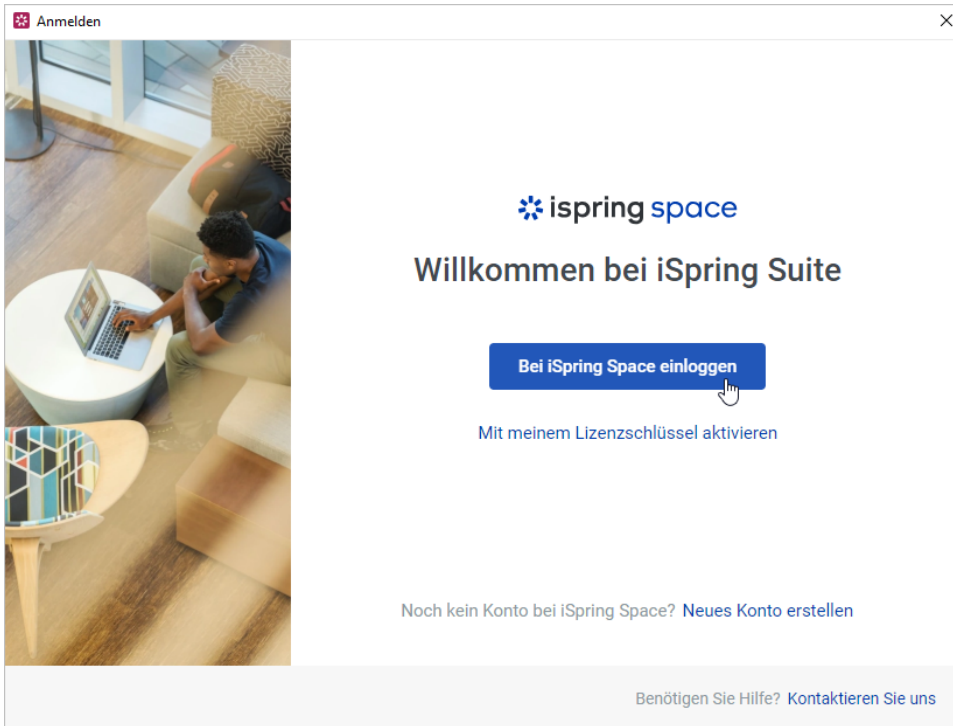 Anmelden
ispring space
Willkommen bei iSpring Suite
Bei iSpring Space einloggen
Mit meinem Lizenzschlüssel aktivieren
Noch kein Konto bei iSpring Space? Neues Konto erstellen
Benötigen Sie Hilfe? Kontaktieren Sie uns